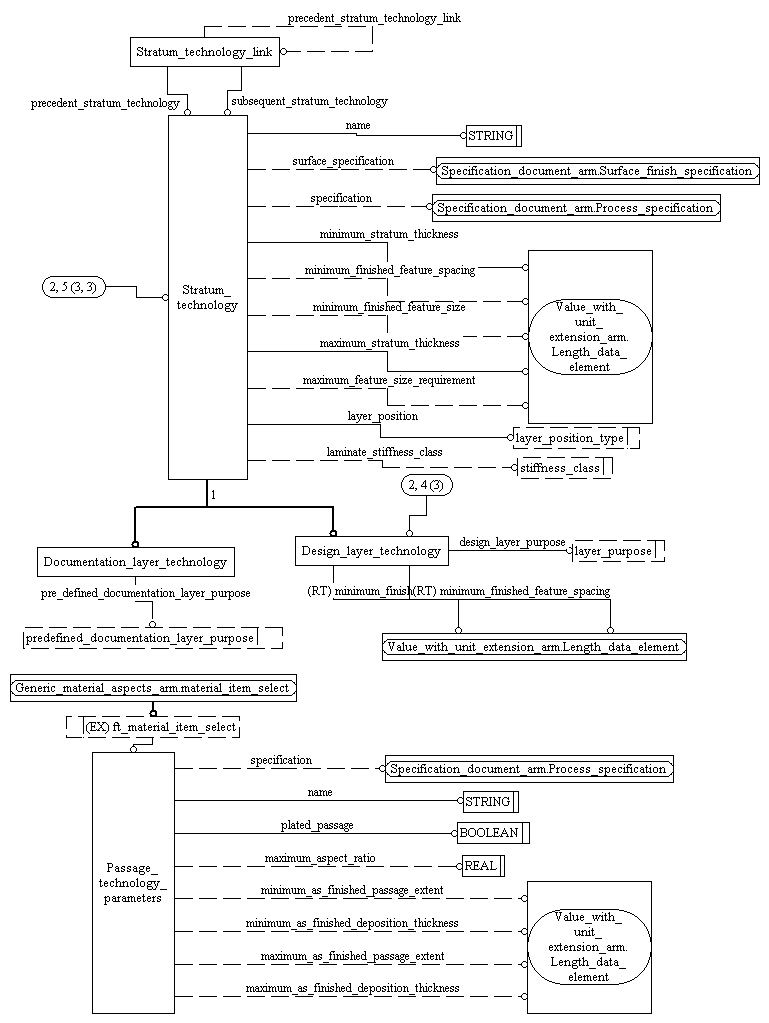 precedent_stratum_technology_link
Stratum_technology_link
precedent_stratum_technology
subsequent_stratum_technology
name
STRING
surface_specification
Specification_document_arm.Surface_finish_specification
specification
Specification_document_arm.Process_specification
minimum_stratum_thickness
minimum_finished_feature_spacing
2, 5 (3, 3)
Stratum_
technology
minimum_finished_feature_size
Value_with_
unit_
extension_arm.
Length_data_
element
maximum_stratum_thickness
maximum_feature_size_requirement
layer_position
layer_position_type
laminate_stiffness_class
stiffness_class
2, 4 (3)
1
Documentation_layer_technology
Design_layer_technology
design_layer_purpose
layer_purpose
pre_defined_documentation_layer_purpose
(RT) minimum_finish
(RT) minimum_finished_feature_spacing
predefined_documentation_layer_purpose
Value_with_unit_extension_arm.Length_data_element
Generic_material_aspects_arm.material_item_select
(EX) ft_material_item_select
specification
Specification_document_arm.Process_specification
name
STRING
plated_passage
BOOLEAN
maximum_aspect_ratio
REAL
Passage_
technology_
parameters
minimum_as_finished_passage_extent
minimum_as_finished_deposition_thickness
maximum_as_finished_passage_extent
maximum_as_finished_deposition_thickness
Value_with_
unit_
extension_arm.
Length_data_
element